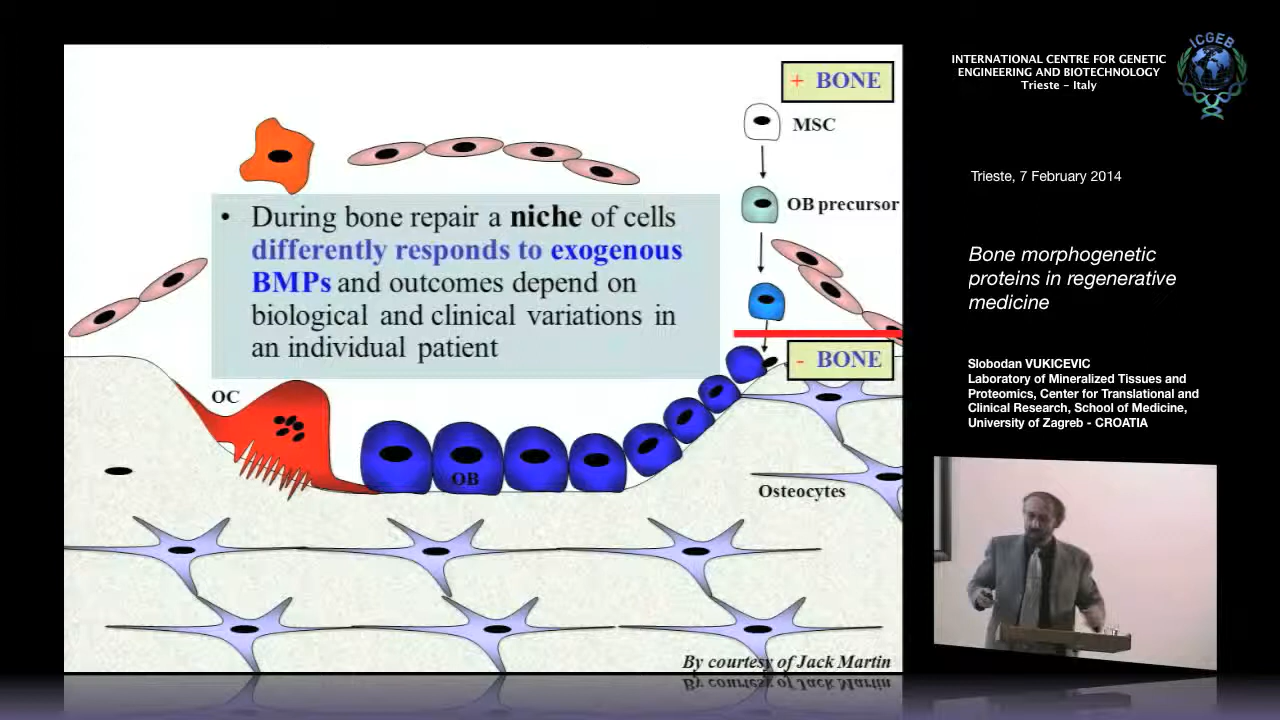 + BONE
MSC
OB precursor
• During bone repair a niche of cells
differently responds to exogenous
BMPs and outcomes depend on
biological and clinical variations in
an individual patient
- BONE
OC
OB
Osteocytes
By courtesy of Jack Martin
INTERNATIONAL CENTRE FOR GENETIC
ENGINEERING AND BIOTECHNOLOGY
Trieste - Italy
ICGEB
Trieste, 7 February 2014
Bone morphogenetic
proteins in regenerative
medicine
Slobodan VUKICEVIC
Laboratory of Mineralized Tissues and
Proteomics, Center for Translational and
Clinical Research, School of Medicine,
University of Zagreb - CROATIA